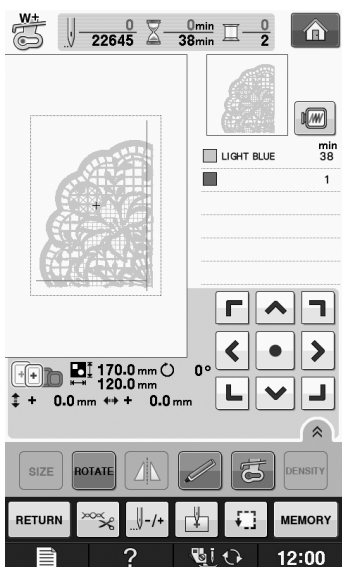 W+
0 0min 0
22645 38min 2
min
LIGHT BLUE 38
1
170.0 mm 0°
120.0 mm
+ 0.0 mm + 0.0 mm
SIZE ROTATE DENSITY
RETURN -/+ MEMORY
? 12:00